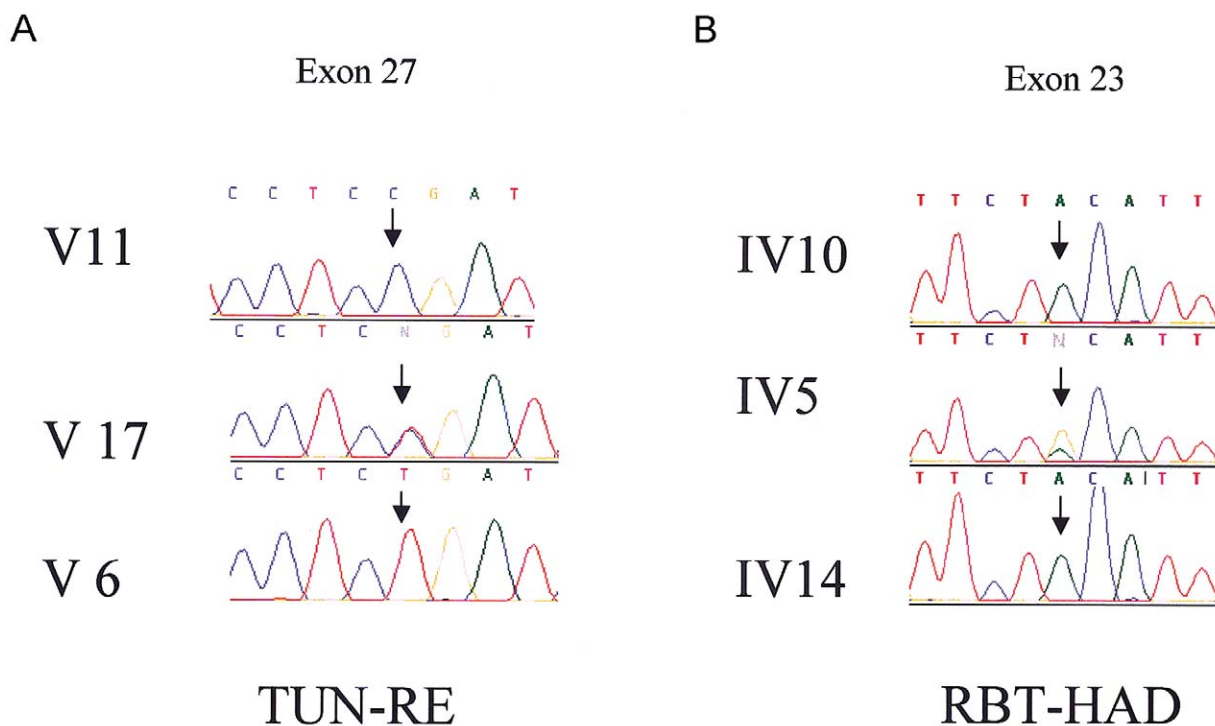 A
Exon 27
C C T C C G A T
V11
C C T C N G A T
V 17
C C T C T G A T
V 6
TUN-RE
B
Exon 23
T T C T A C A T T
IV10
T T C T N C A T T
IV5
T T C T A C A T T
IV14
RBT-HAD